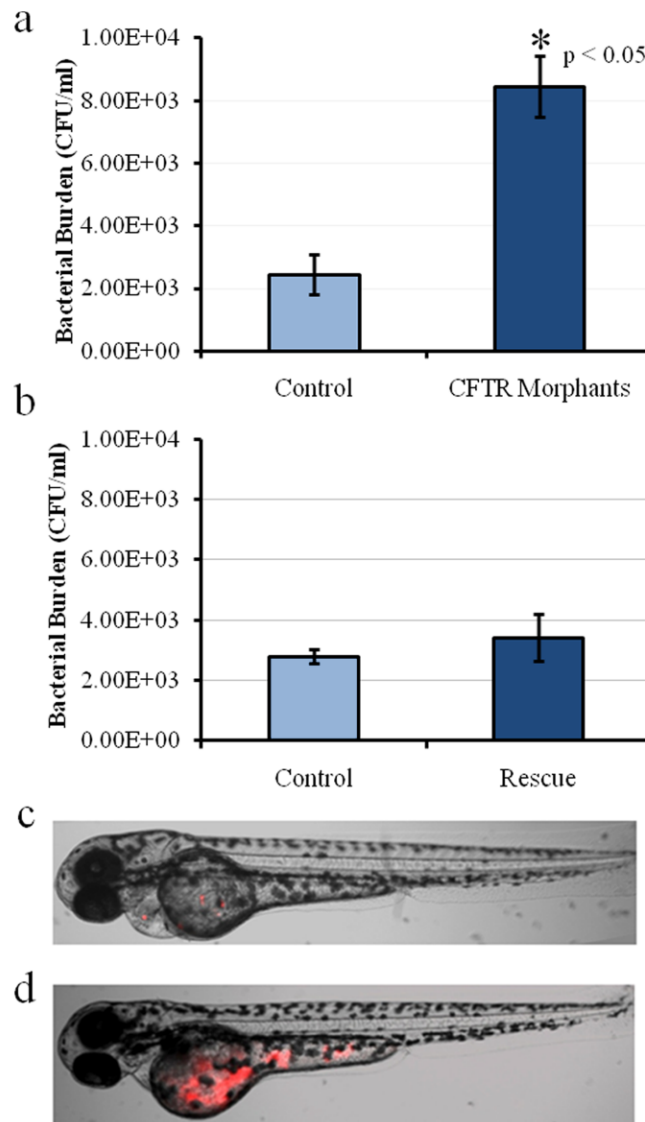 a
Bacterial Burden (CFU/ml)
1.00E+04
8.00E+03
6.00E+03
4.00E+03
2.00E+03
0.00E+00
*
p < 0.05
Control
CFTR Morphants
b
Bacterial Burden (CFU/ml)
1.00E+04
8.00E+03
6.00E+03
4.00E+03
2.00E+03
0.00E+00
Control
Rescue
c
d